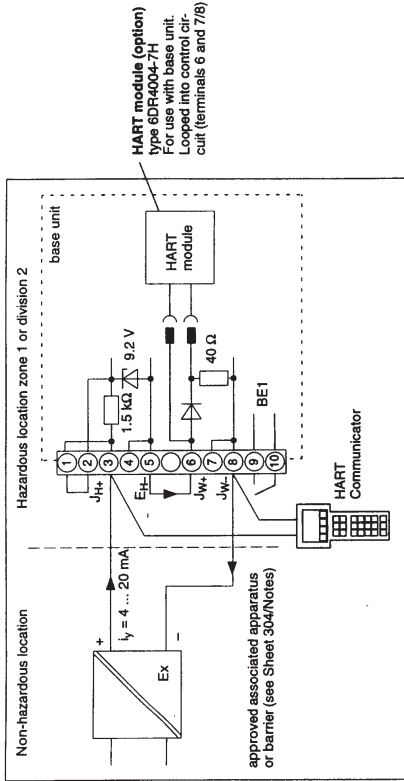 Non-hazardous location
Hazardous location zone 1 or division 2
base unit
HART module (option)
type 6DR4004-7H
For use with base unit.
Looped into control cir-
cuit (terminals 6 and 7/8)
HART
module
1
2
3
4
5
6
7
8
9
10
JH+
EH-
JW+
JW-
1.5 kΩ
9.2 V
40 Ω
BE1
+
iy = 4 ... 20 mA
Ex
-
approved associated apparatus
or barrier (see Sheet 304/Notes)
HART
Communicator